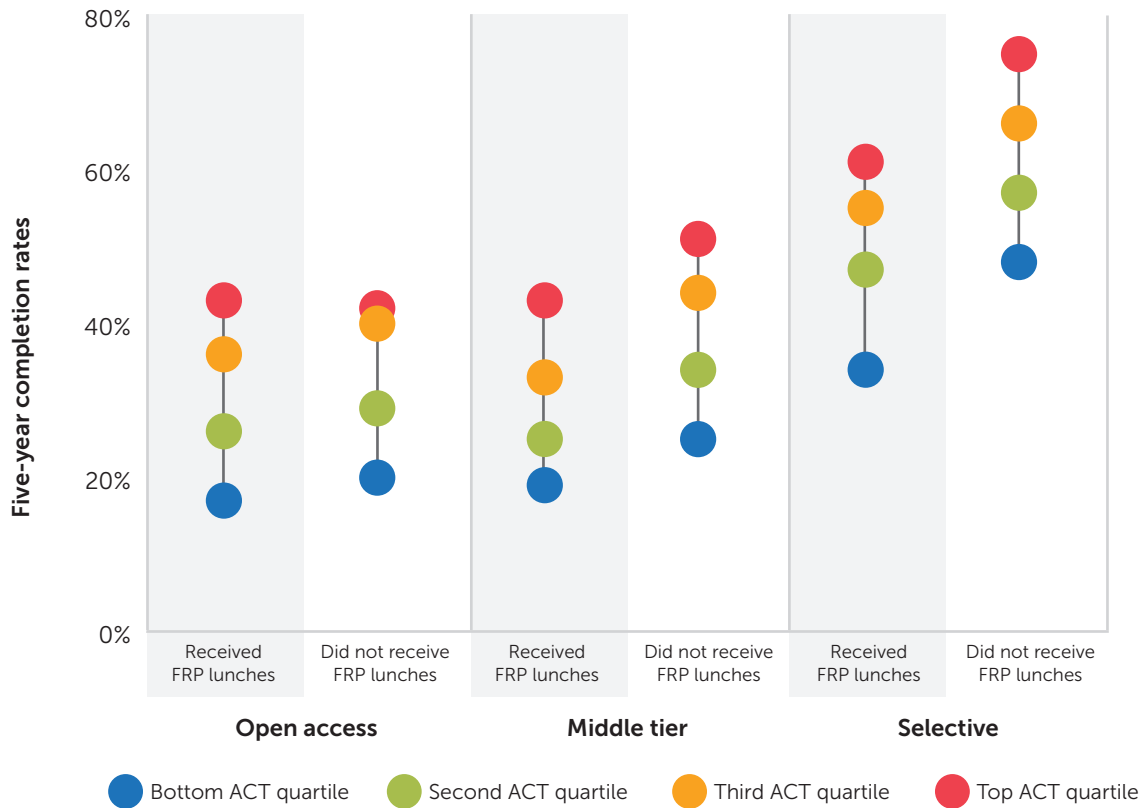 80%
60%
40%
20%
0%
Five-year completion rates
Received
FRP lunches
Did not receive
FRP lunches
Received
FRP lunches
Did not receive
FRP lunches
Received
FRP lunches
Did not receive
FRP lunches
Open access
Middle tier
Selective
Bottom ACT quartile
Second ACT quartile
Third ACT quartile
Top ACT quartile